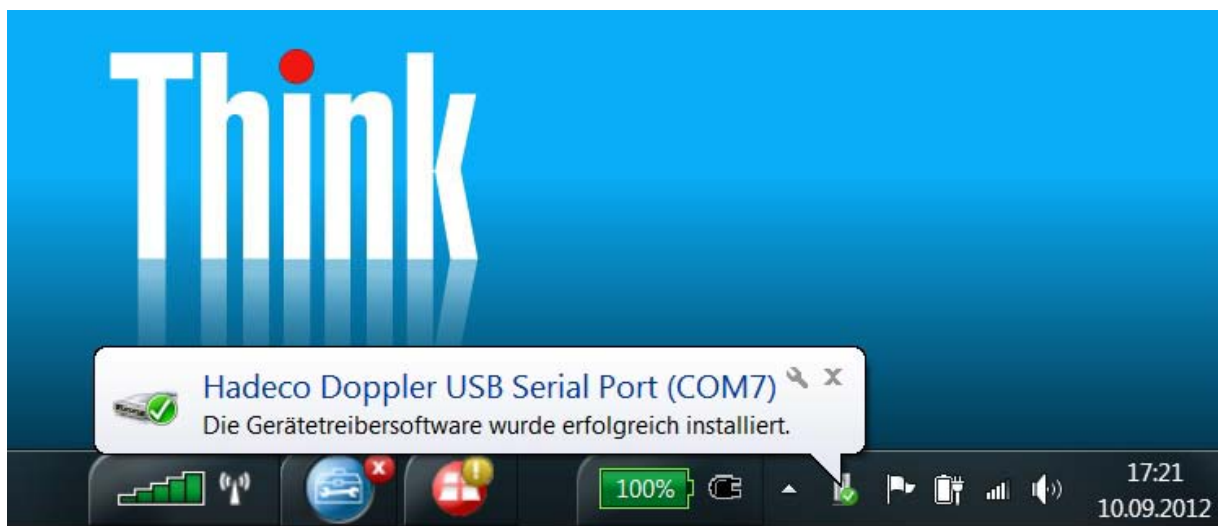 Think
Hadeco Doppler USB Serial Port (COM7)
Die Gerätetreibersoftware wurde erfolgreich installiert.
100%
17:21
10.09.2012